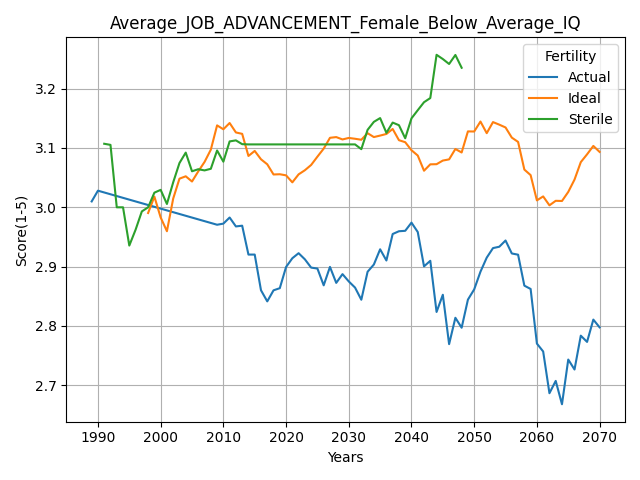 Average_JOB_ADVANCEMENT_Female_Below_Average_IQ
Fertility
Actual
Ideal
Sterile
Score(1-5)
3.2
3.1
3.0
2.9
2.8
2.7
1990 2000 2010 2020 2030 2040 2050 2060 2070
Years